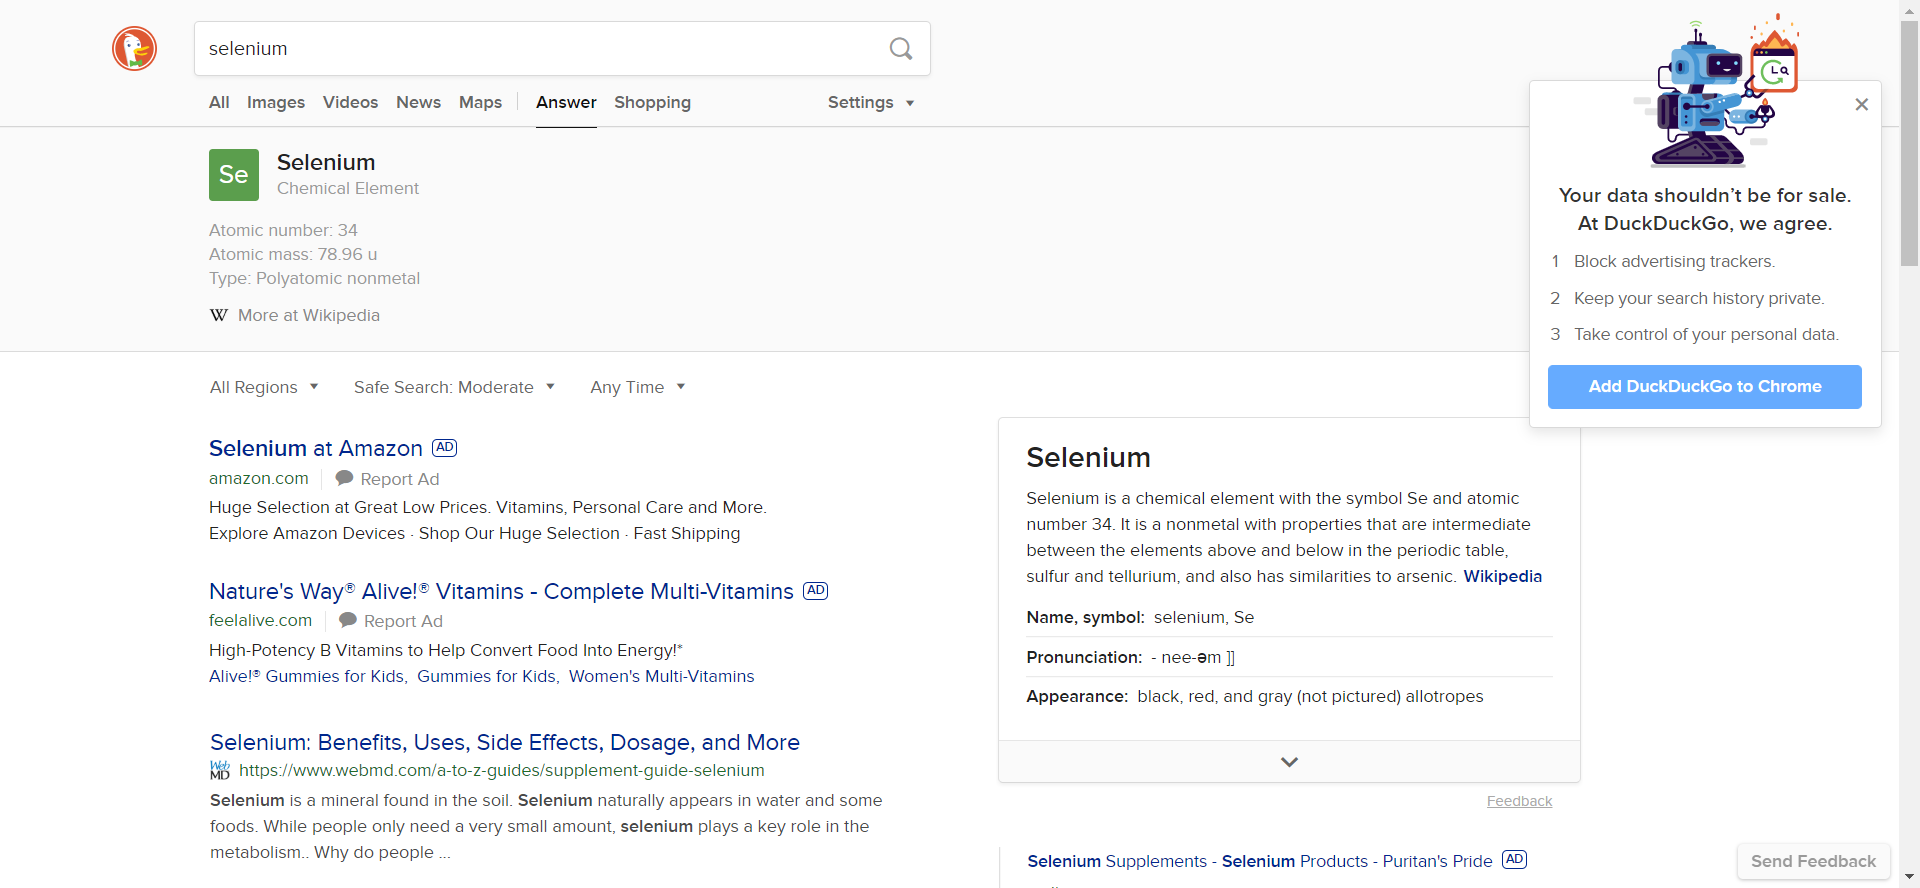 selenium
All Images Videos News Maps Answer Shopping Settings
Se
Selenium
Chemical Element
Atomic number: 34
Atomic mass: 78.96 u
Type: Polyatomic nonmetal
W More at Wikipedia
Your data shouldn’t be for sale.
At DuckDuckGo, we agree.
1 Block advertising trackers.
2 Keep your search history private.
3 Take control of your personal data.
Add DuckDuckGo to Chrome
All Regions Safe Search: Moderate Any Time
Selenium at Amazon AD
amazon.com Report Ad
Huge Selection at Great Low Prices. Vitamins, Personal Care and More.
Explore Amazon Devices · Shop Our Huge Selection · Fast Shipping
Nature's Way® Alive!® Vitamins - Complete Multi-Vitamins AD
feelalive.com Report Ad
High-Potency B Vitamins to Help Convert Food Into Energy!*
Alive!® Gummies for Kids, Gummies for Kids, Women's Multi-Vitamins
Selenium: Benefits, Uses, Side Effects, Dosage, and More
Web
MD https://www.webmd.com/a-to-z-guides/supplement-guide-selenium
Selenium is a mineral found in the soil. Selenium naturally appears in water and some
foods. While people only need a very small amount, selenium plays a key role in the
metabolism.. Why do people ...
Selenium
Selenium is a chemical element with the symbol Se and atomic
number 34. It is a nonmetal with properties that are intermediate
between the elements above and below in the periodic table,
sulfur and tellurium, and also has similarities to arsenic. Wikipedia
Name, symbol: selenium, Se
Pronunciation: - nee-əm ]]
Appearance: black, red, and gray (not pictured) allotropes
Feedback
Selenium Supplements - Selenium Products - Puritan's Pride AD
Send Feedback